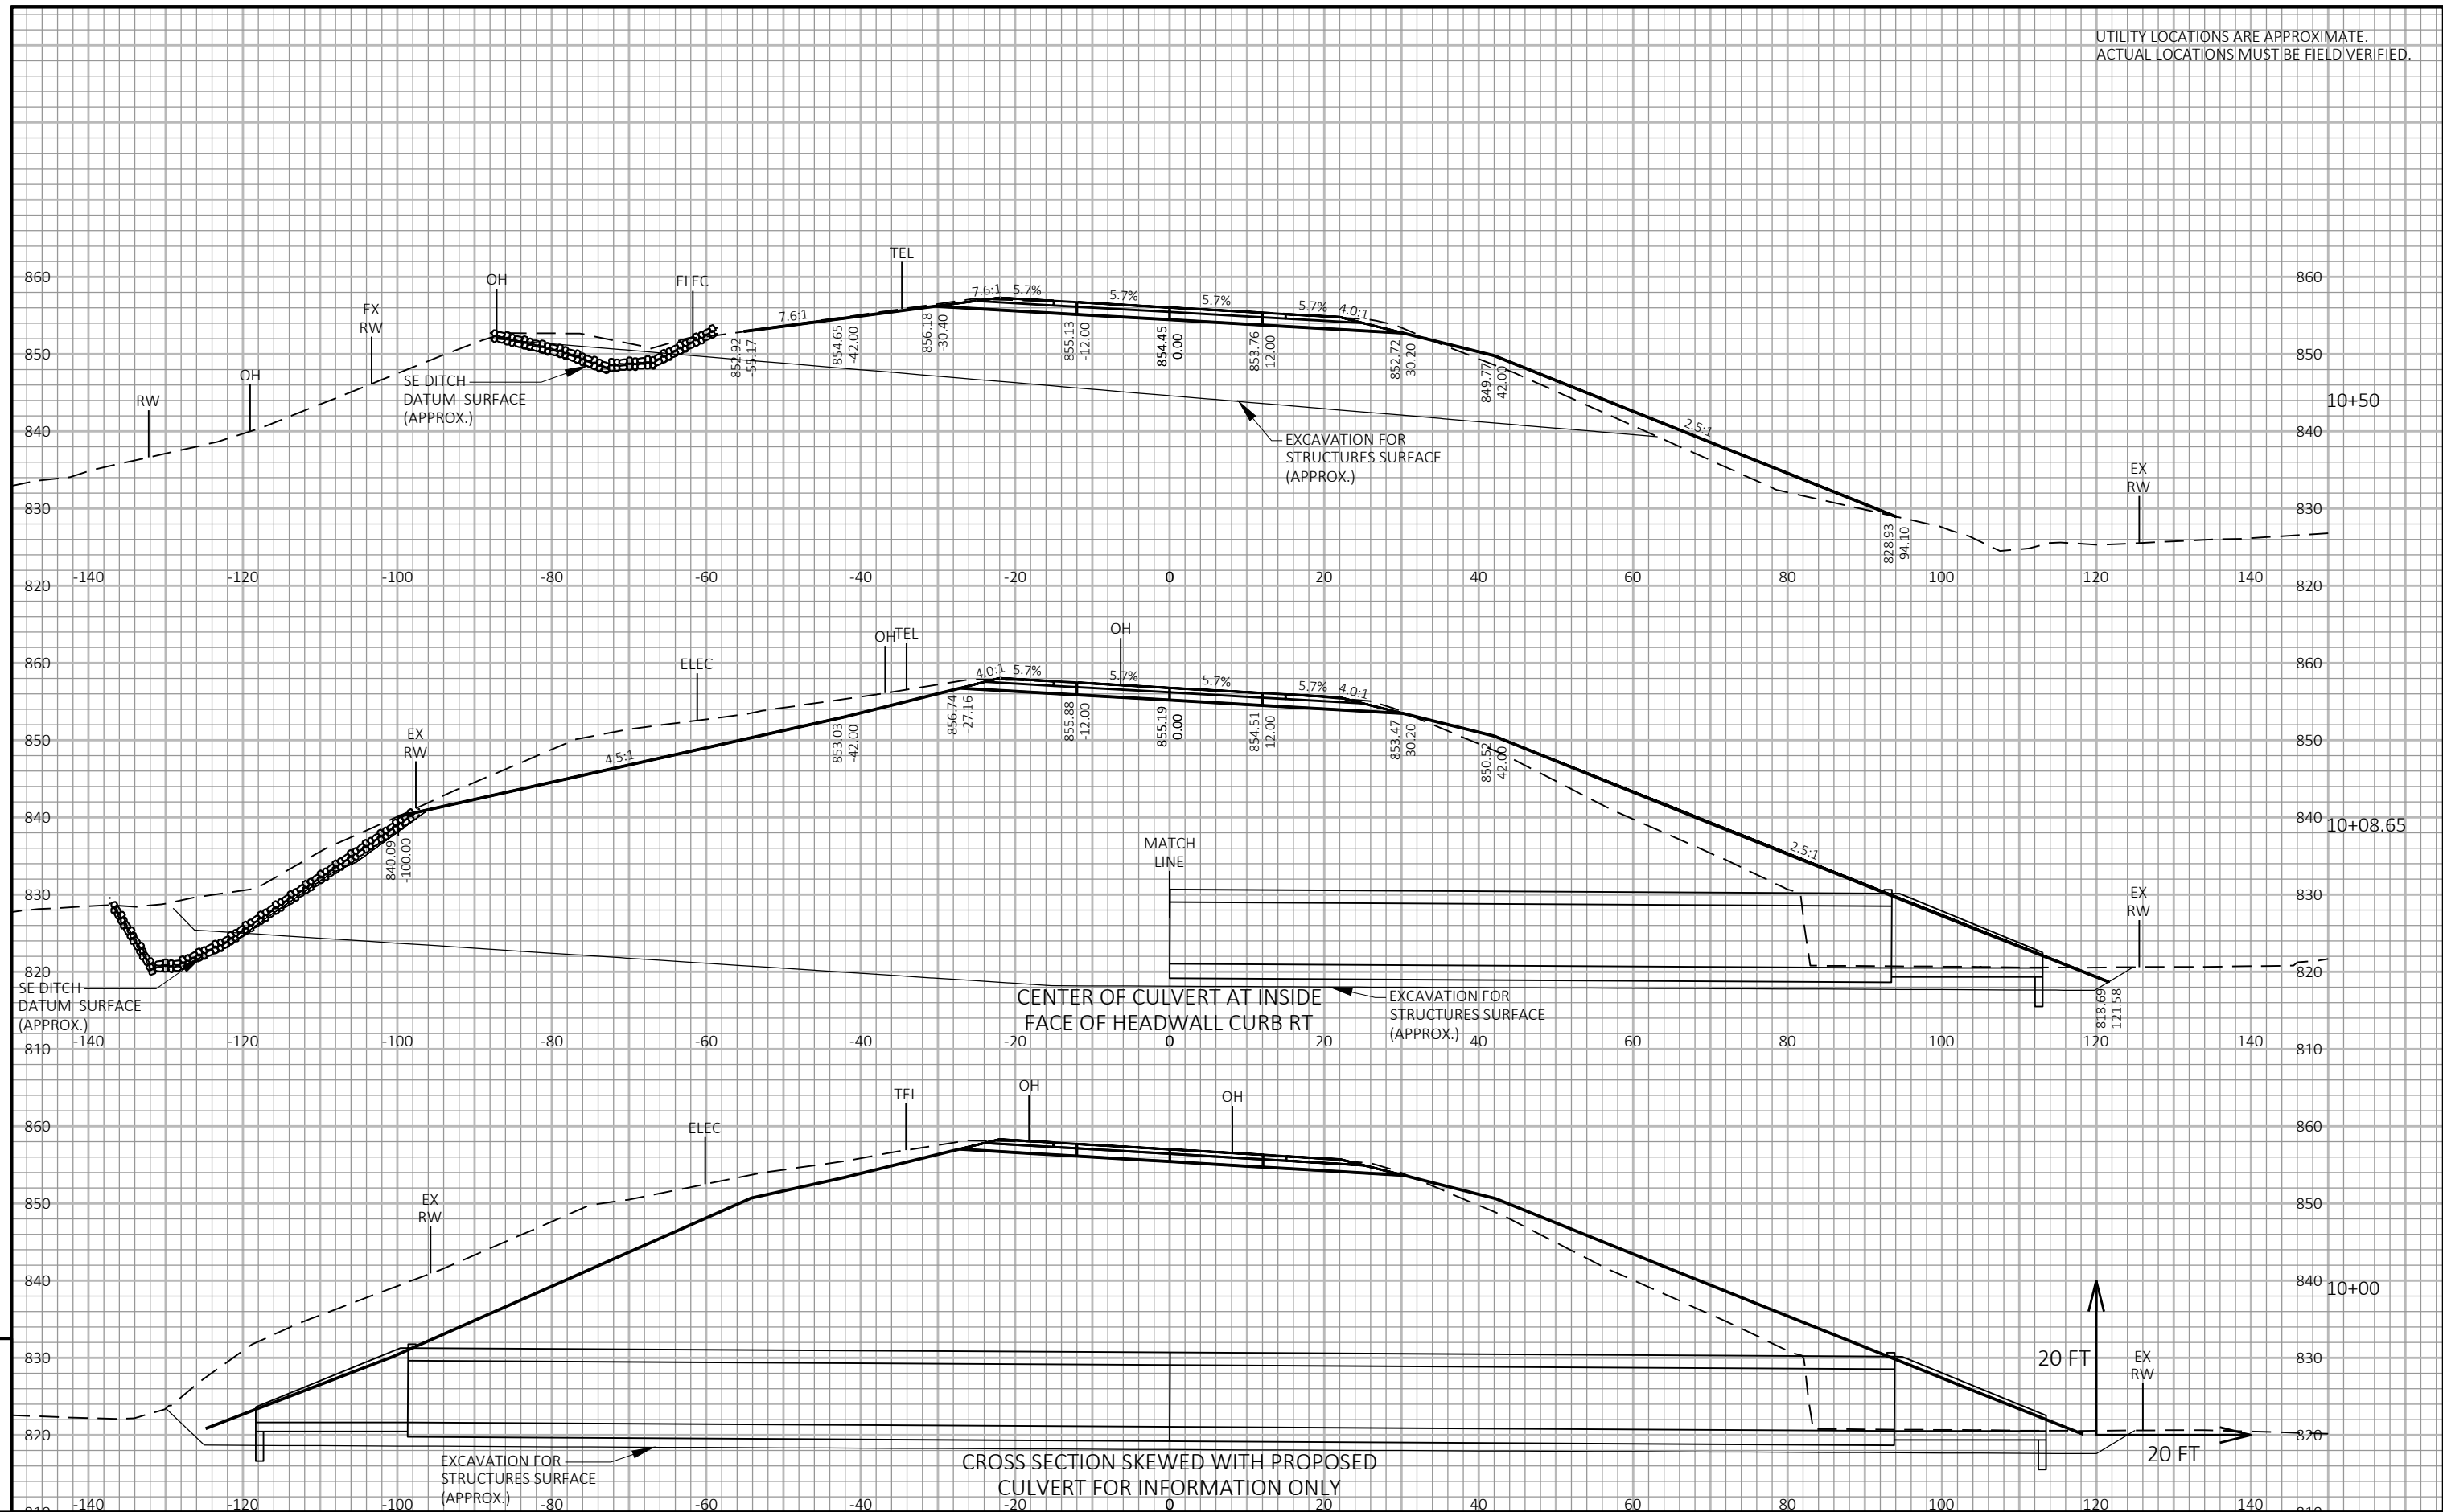 UTILITY LOCATIONS ARE APPROXIMATE.
ACTUAL LOCATIONS MUST BE FIELD VERIFIED.
860
OH
EX
RW
OH
RW
ELEC
TEL
7.6:1
7.6:1
5.7%
5.7%
5.7%
5.7%
4.0:1
860
850
SE DITCH
DATUM SURFACE
(APPROX.)
852.92
-55.17
854.65
-42.00
856.18
-30.40
855.13
-12.00
854.45
0.00
853.76
12.00
852.72
30.20
849.77
42.00
850
10+50
840
EXCAVATION FOR
STRUCTURES SURFACE
(APPROX.)
2.5:1
840
830
EX
RW
830
828.93
94.10
820
-140
-120
-100
-80
-60
-40
-20
0
20
40
60
80
100
120
140
820
860
ELEC
OH
TEL
OH
4.0:1
5.7%
5.7%
5.7%
5.7%
4.0:1
860
850
EX
RW
4.5:1
853.03
-42.00
856.74
-27.16
855.88
-12.00
855.19
0.00
854.51
12.00
853.47
30.20
850.52
42.00
850
840
840.09
-100.00
MATCH
LINE
2.5:1
840
10+08.65
830
EX
RW
830
820
SE DITCH
DATUM SURFACE
(APPROX.)
CENTER OF CULVERT AT INSIDE
FACE OF HEADWALL CURB RT
EXCAVATION FOR
STRUCTURES SURFACE
(APPROX.)
818.69
121.58
820
810
-140
-120
-100
-80
-60
-40
-20
0
20
40
60
80
100
120
140
810
860
ELEC
TEL
OH
OH
860
850
EX
RW
850
840
840
10+00
830
20 FT
EX
RW
830
820
820
20 FT
EXCAVATION FOR
STRUCTURES SURFACE
(APPROX.)
CROSS SECTION SKEWED WITH PROPOSED
CULVERT FOR INFORMATION ONLY
810
-140
-120
-100
-80
-60
-40
-20
0
20
40
60
80
100
120
140
810